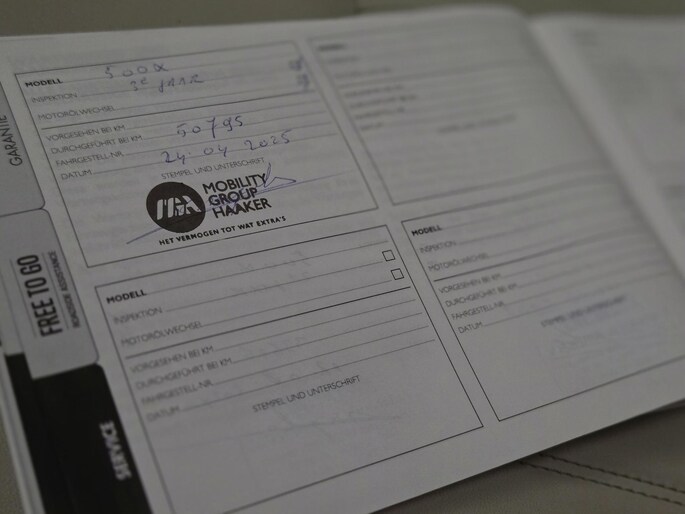 GARANTIE
FREE TO GO
ROADSIDE ASSISTANCE
SERVICE
MODELL 500X
INSPEKTION 3E JAAR
MOTORÖLWECHSEL
VORGESEHEN BEI KM
DURCHGEFÜHRT BEI KM 50795
FAHRGESTELL-NR.
DATUM 24-04 2025
STEMPEL UND UNTERSCHRIFT
MOBILITY
GROUP
HAAKER
HET VERMOGEN TOT WAT EXTRA'S
MODELL
INSPEKTION
MOTORÖLWECHSEL
VORGESEHEN BEI KM
DURCHGEFÜHRT BEI KM
FAHRGESTELL-NR.
DATUM
STEMPEL UND UNTERSCHRIFT
MODELL
INSPEKTION
MOTORÖLWECHSEL
VORGESEHEN BEI KM
DURCHGEFÜHRT BEI KM
FAHRGESTELL-NR.
DATUM
STEMPEL UND UNTERSCHRIFT